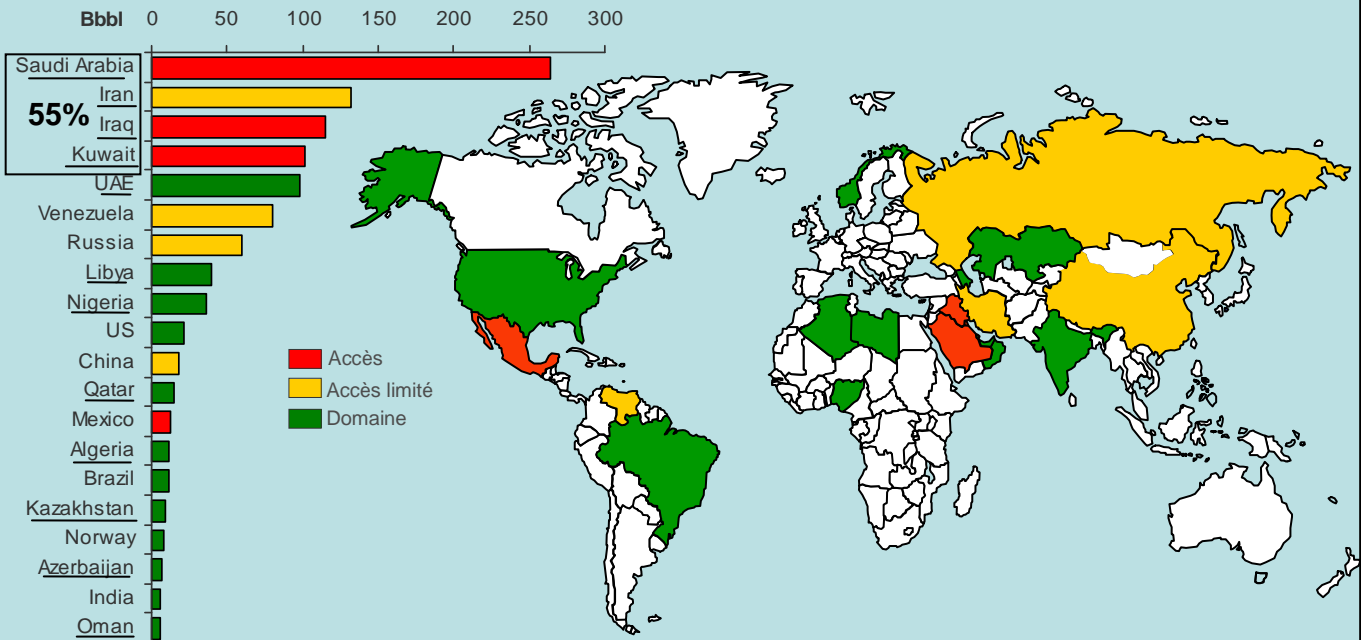 Bbbl 0 50 100 150 200 250 300
Saudi Arabia
Iran
55%
Iraq
Kuwait
UAE
Venezuela
Russia
Libya
Nigeria
US
China
Qatar
Mexico
Algeria
Brazil
Kazakhstan
Norway
Azerbaijan
India
Oman
Accès
Accès limité
Domaine